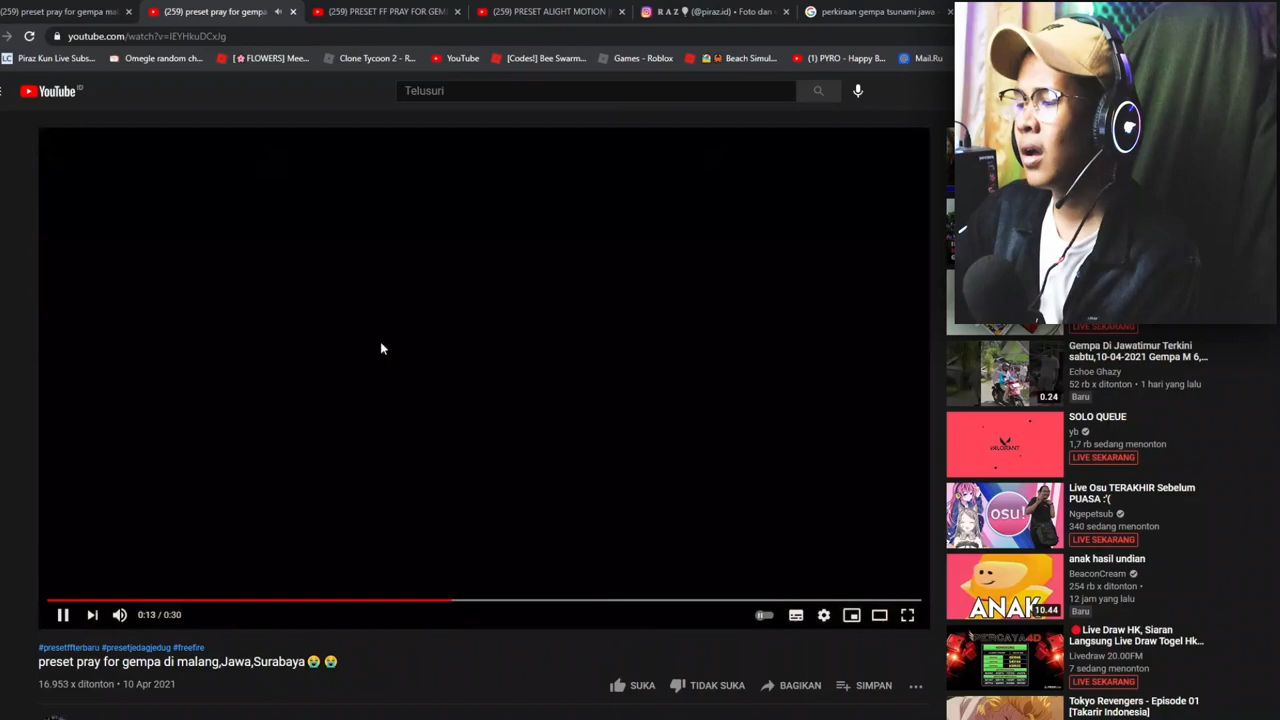 (259) preset pray for gempa mal
(259) preset pray for gempa
(259) PRESET FF PRAY FOR GEM
(259) PRESET ALIGHT MOTION |
R A Z (@piraz.id) • Foto dan
perkiraan gempa tsunami jawa
youtube.com/watch?v=IEYHkuDCxJg
LC Piraz Kun Live Subs...
Omegle random ch...
[🌸FLOWERS] Mee...
Clone Tycoon 2 - R...
YouTube
[Codes!] Bee Swarm...
Games - Roblox
Beach Simul...
(1) PYRO - Happy B...
Mail.Ru
YouTube ID
Telusuri
Gempa Di Jawatimur Terkini
sabtu,10-04-2021 Gempa M 6,...
Echoe Ghazy
52 rb x ditonton • 1 hari yang lalu
0.24
Baru
SOLO QUEUE
yb
1,7 rb sedang menonton
LIVE SEKARANG
Live Osu TERAKHIR Sebelum
PUASA :'(
Ngepetsub
osu!
340 sedang menonton
LIVE SEKARANG
anak hasil undian
BeaconCream
254 rb x ditonton •
12 jam yang lalu
ANAK
10.44
Baru
Live Draw HK, Siaran
Langsung Live Draw Togel Hk...
PERCAYA4D
Livedraw 20.00FM
7 sedang menonton
LIVE SEKARANG
Tokyo Revengers - Episode 01
[Takarir Indonesia]
LIVE SEKARANG
0:13 / 0:30
#presetffterbaru #presetjedagjedug #freefire
preset pray for gempa di malang,Jawa,Surabaya 😭😭
16.953 x ditonton • 10 Apr 2021
SUKA
TIDAK SUKA
BAGIKAN
SIMPAN